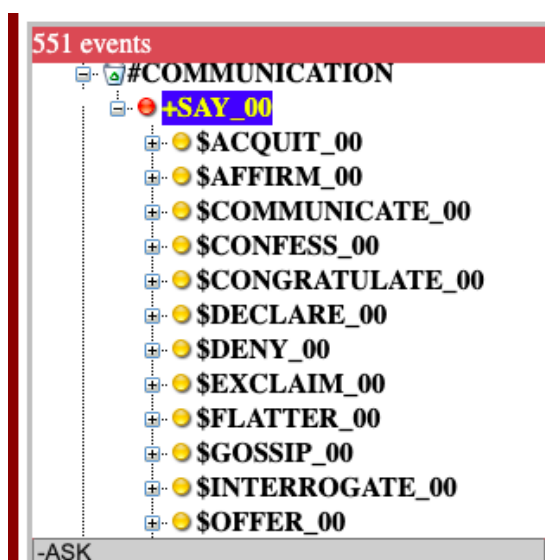 551 events
#COMMUNICATION
+SAY_00
$ACQUIT_00
$AFFIRM_00
$COMMUNICATE_00
$CONFESS_00
$CONGRATULATE_00
$DECLARE_00
$DENY_00
$EXCLAIM_00
$FLATTER_00
$GOSSIP_00
$INTERROGATE_00
$OFFER_00
-ASK